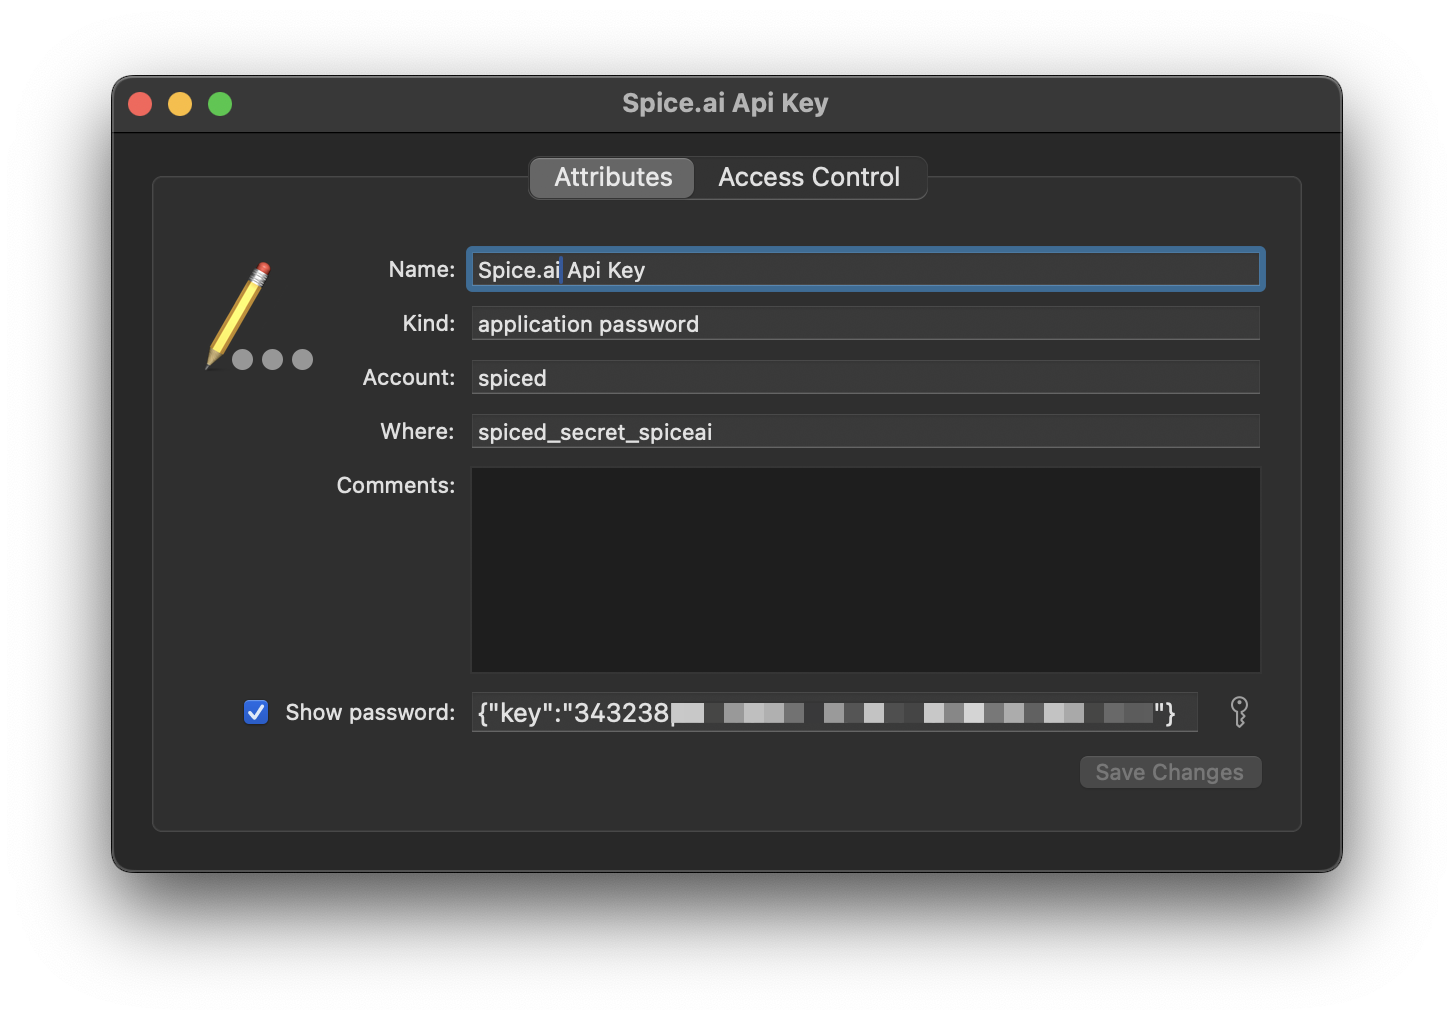 Spice.ai Api Key
Attributes Access Control
Name: Spice.ai Api Key
Kind: application password
Account: spiced
Where: spiced_secret_spiceai
Comments:
Show password: {"key":"343238 "}
Save Changes